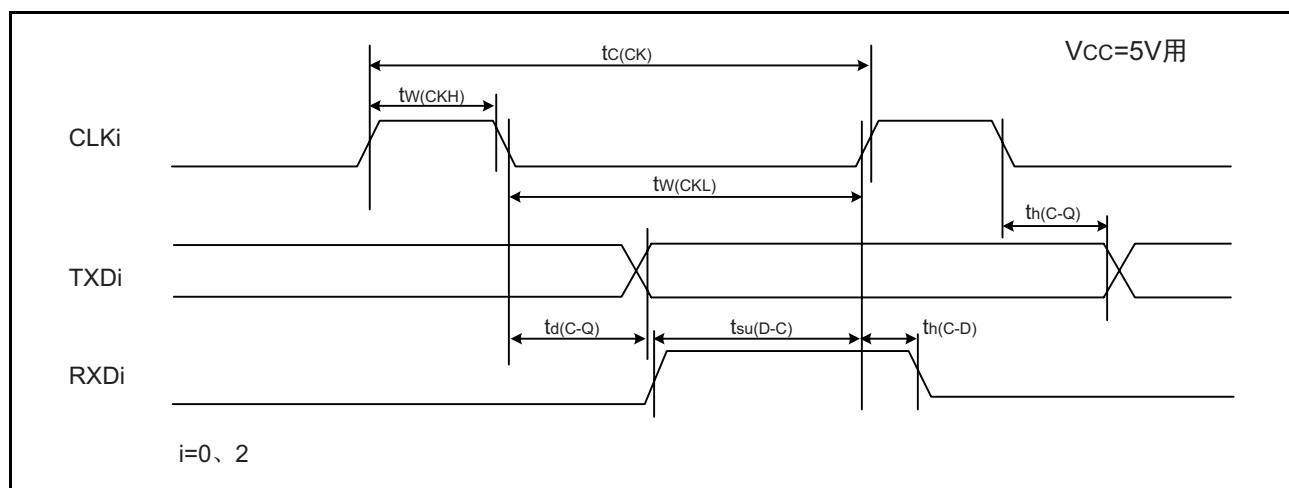 tC(CK)
VCC=5V用
tW(CKH)
CLKi
tW(CKL)
th(C-Q)
TXDi
td(C-Q)
tsu(D-C)
th(C-D)
RXDi
i=0、2